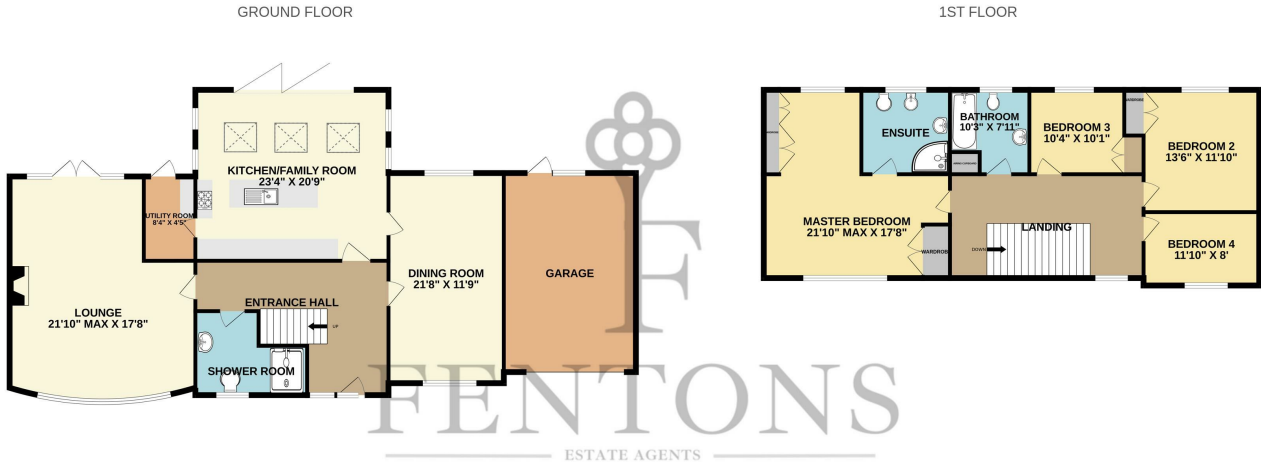 GROUND FLOOR
1ST FLOOR
KITCHEN/FAMILY ROOM
23'4" X 20'9"
UTILITY ROOM
8'4" X 4'5"
LOUNGE
21'10" MAX X 17'8"
ENTRANCE HALL
UP
SHOWER ROOM
DINING ROOM
21'8" X 11'9"
GARAGE
MASTER BEDROOM
21'10" MAX X 17'8"
WARDROBE
ENSUITE
BATHROOM
10'3" X 7'11"
BEDROOM 3
10'4" X 10'1"
BEDROOM 2
13'6" X 11'10"
LANDING
DOWN
BEDROOM 4
11'10" X 8'
FENTONS
ESTATE AGENTS